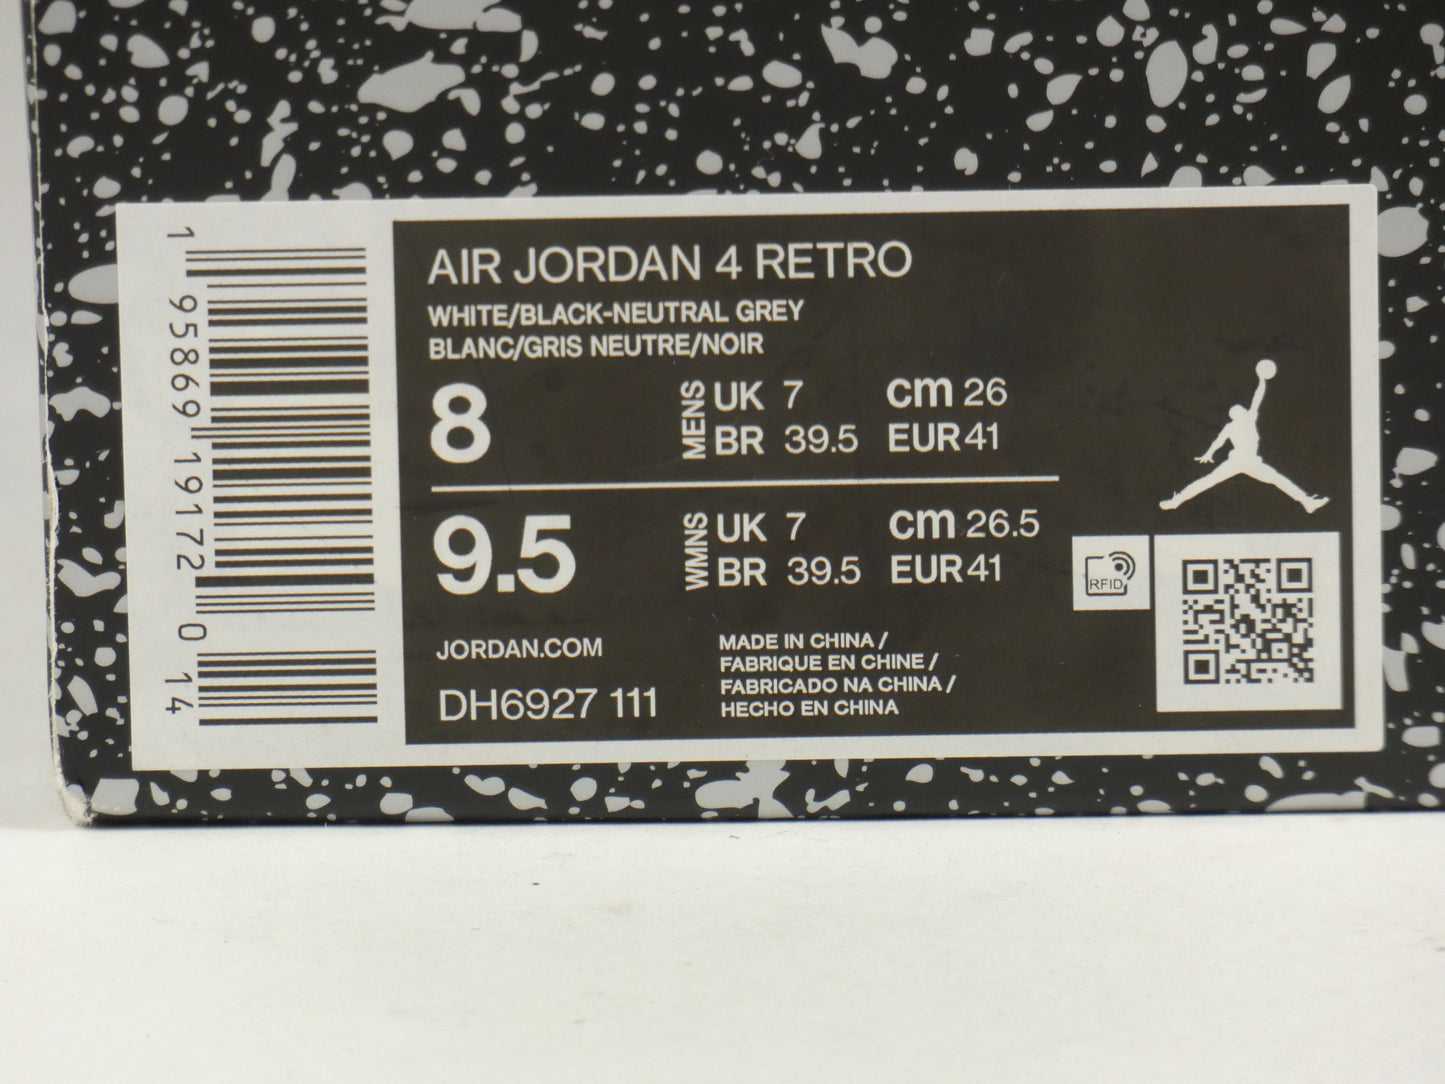 1 95869 19172 0 14
AIR JORDAN 4 RETRO
WHITE/BLACK-NEUTRAL GREY
BLANC/GRIS NEUTRE/NOIR
8 MENS UK 7 cm 26
BR 39.5 EUR 41
9.5 WMNS UK 7 cm 26.5
BR 39.5 EUR 41
RFID
JORDAN.COM
DH6927 111
MADE IN CHINA /
FABRIQUE EN CHINE /
FABRICADO NA CHINA /
HECHO EN CHINA